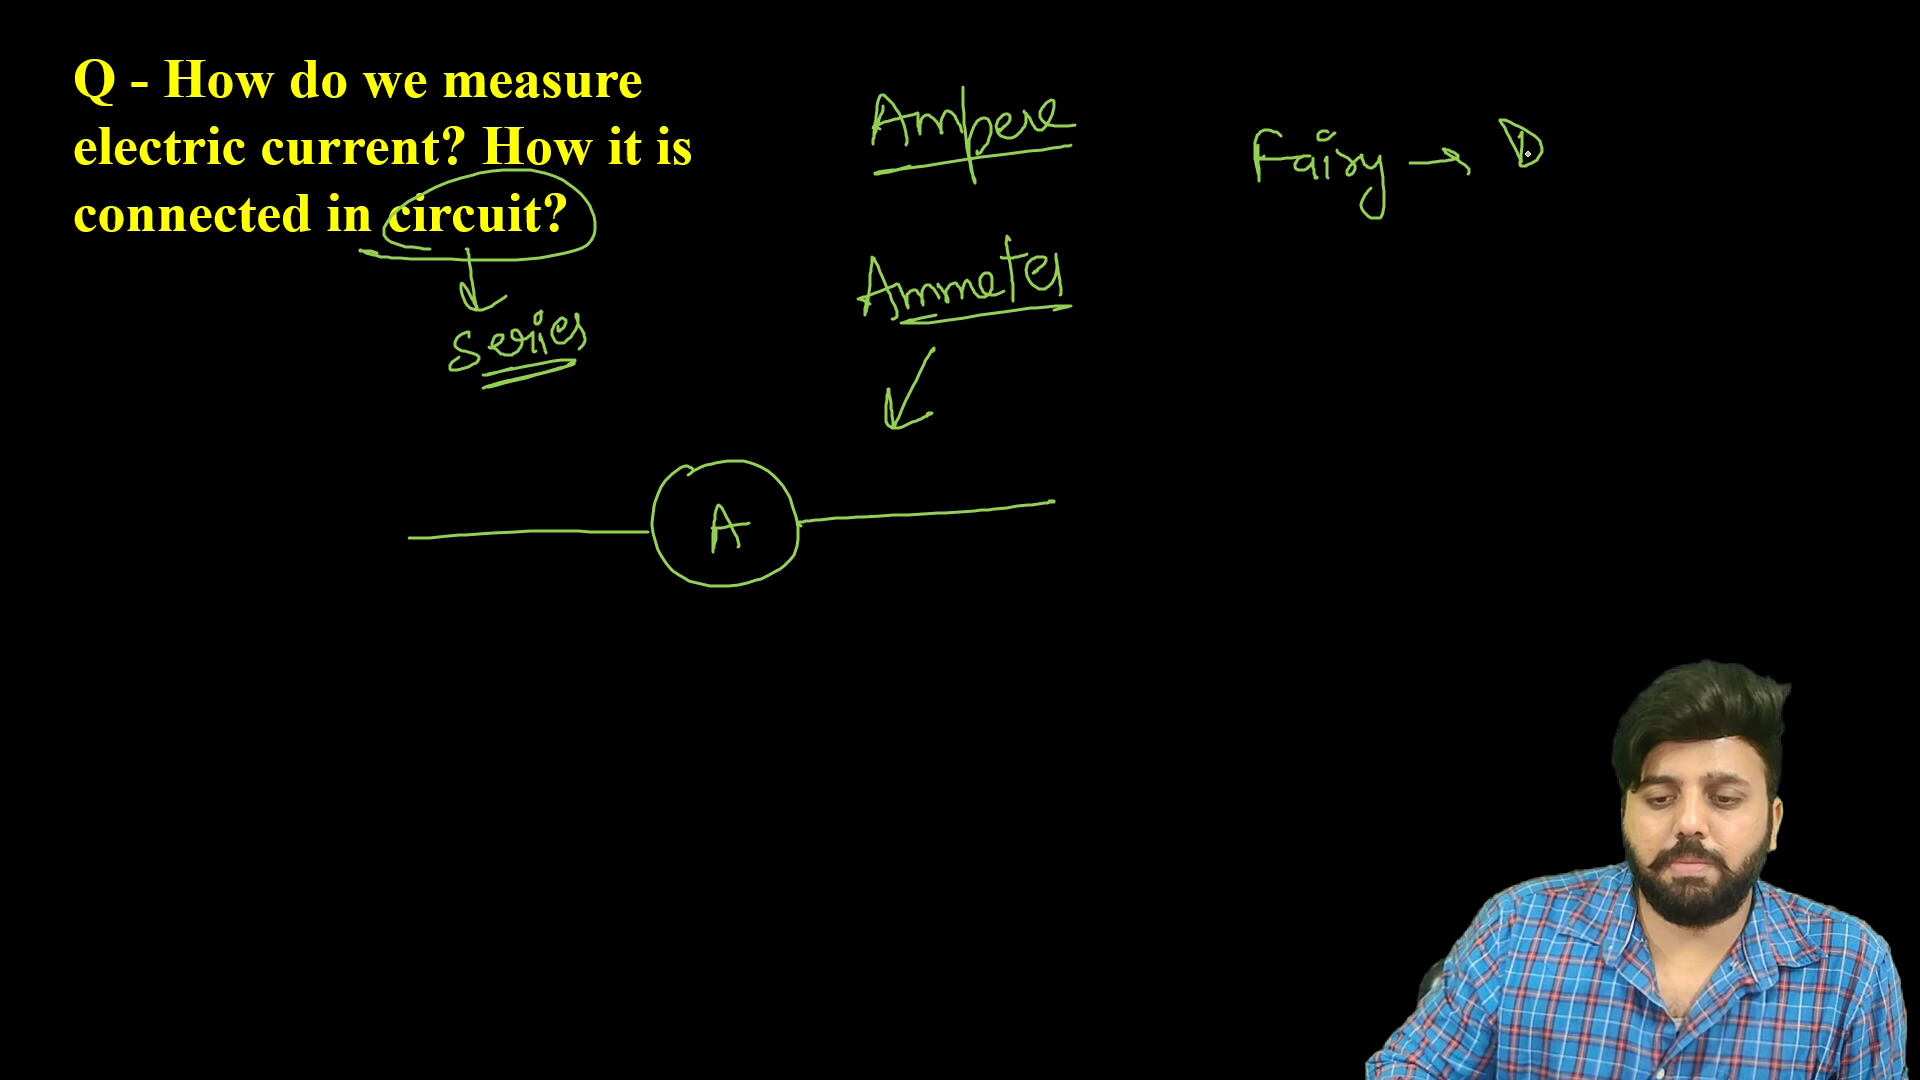 Q - How do we measure
electric current? How it is
connected in circuit?
series
Ampere
Ammeter
A
Fairy → D